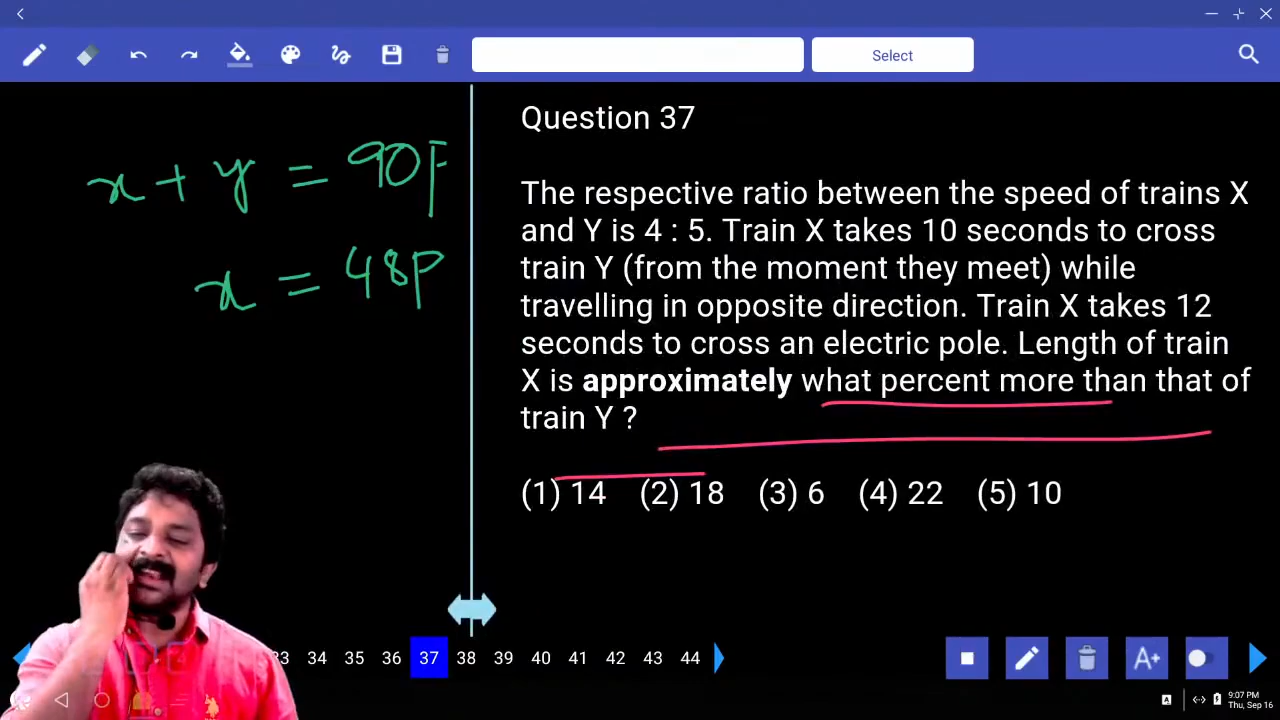 Select
x + y = 90P
x = 48P
Question 37
The respective ratio between the speed of trains X
and Y is 4 : 5. Train X takes 10 seconds to cross
train Y (from the moment they meet) while
travelling in opposite direction. Train X takes 12
seconds to cross an electric pole. Length of train
X is approximately what percent more than that of
train Y ?
(1) 14 (2) 18 (3) 6 (4) 22 (5) 10
34 35 36 37 38 39 40 41 42 43 44
A+
A
9:07 PM
Thu, Sep 16